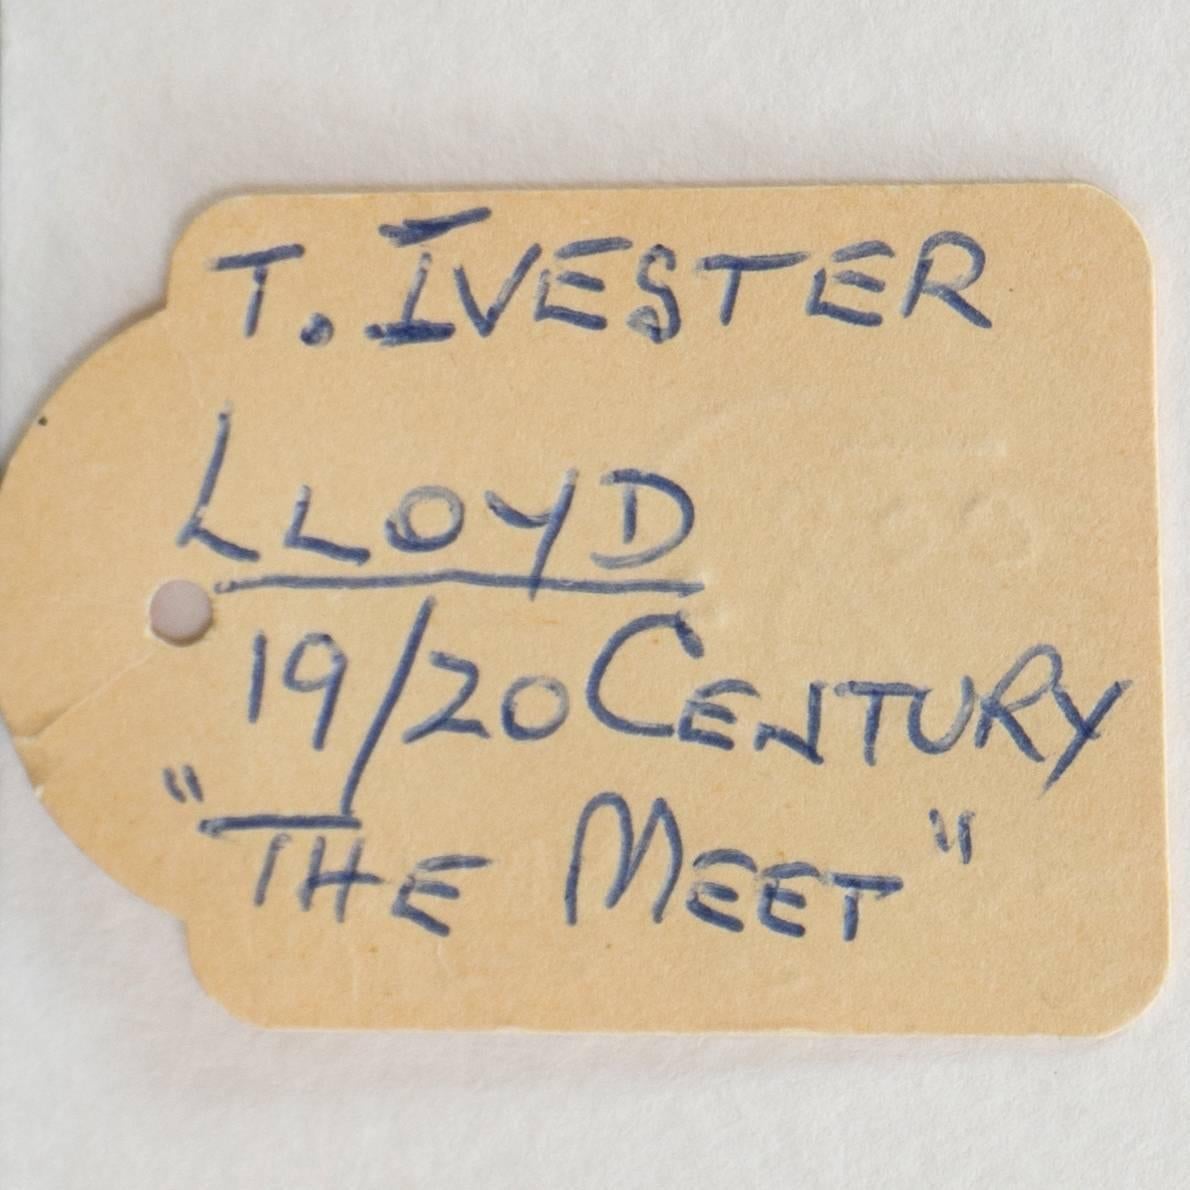 T. IVESTER
LLOYD
19/20 CENTURY
"THE MEET"